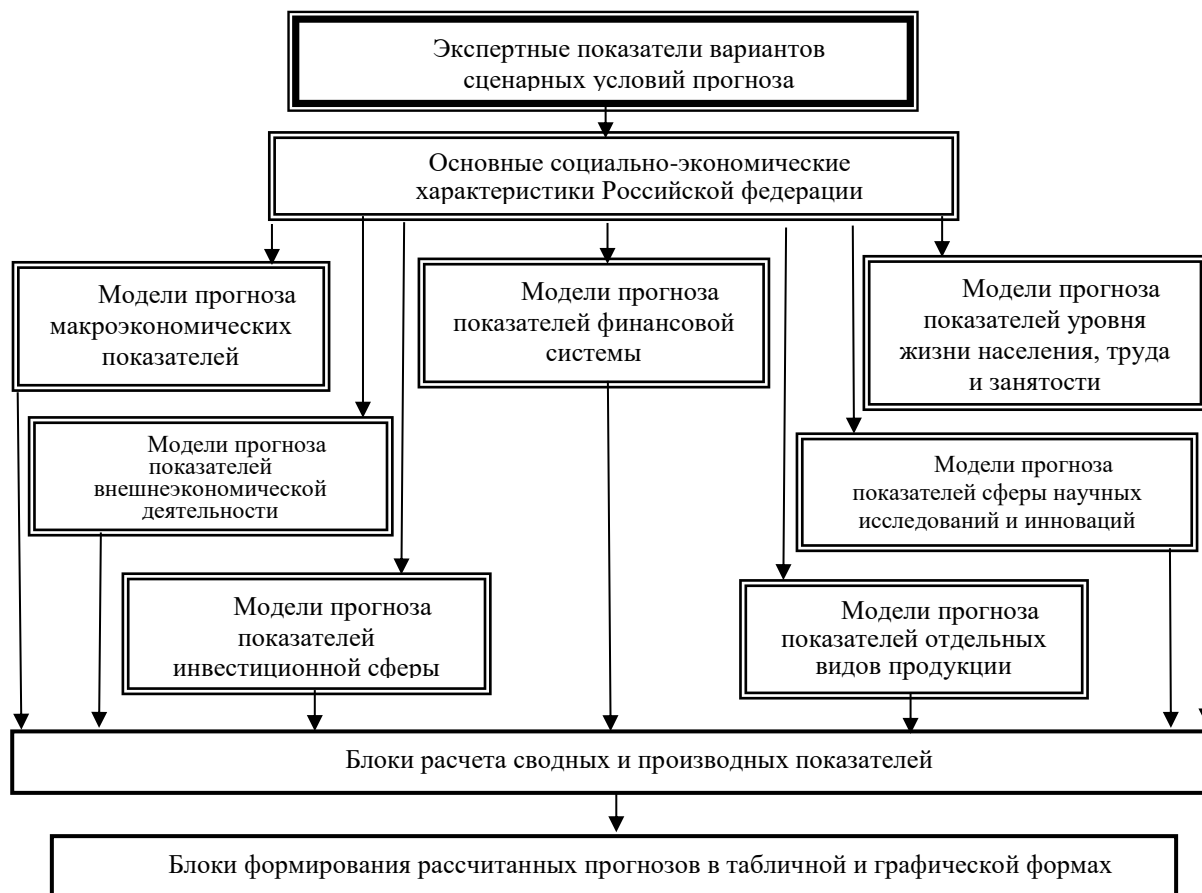 Экспертные показатели вариантов
сценарных условий прогноза
Основные социально-экономические
характеристики Российской федерации
Модели прогноза
макроэкономических
показателей
Модели прогноза
показателей финансовой
системы
Модели прогноза
показателей уровня
жизни населения, труда
и занятости
Модели прогноза
показателей
внешнеэкономической
деятельности
Модели прогноза
показателей сферы научных
исследований и инноваций
Модели прогноза
показателей
инвестиционной сферы
Модели прогноза
показателей отдельных
видов продукции
Блоки расчета сводных и производных показателей
Блоки формирования рассчитанных прогнозов в табличной и графической формах